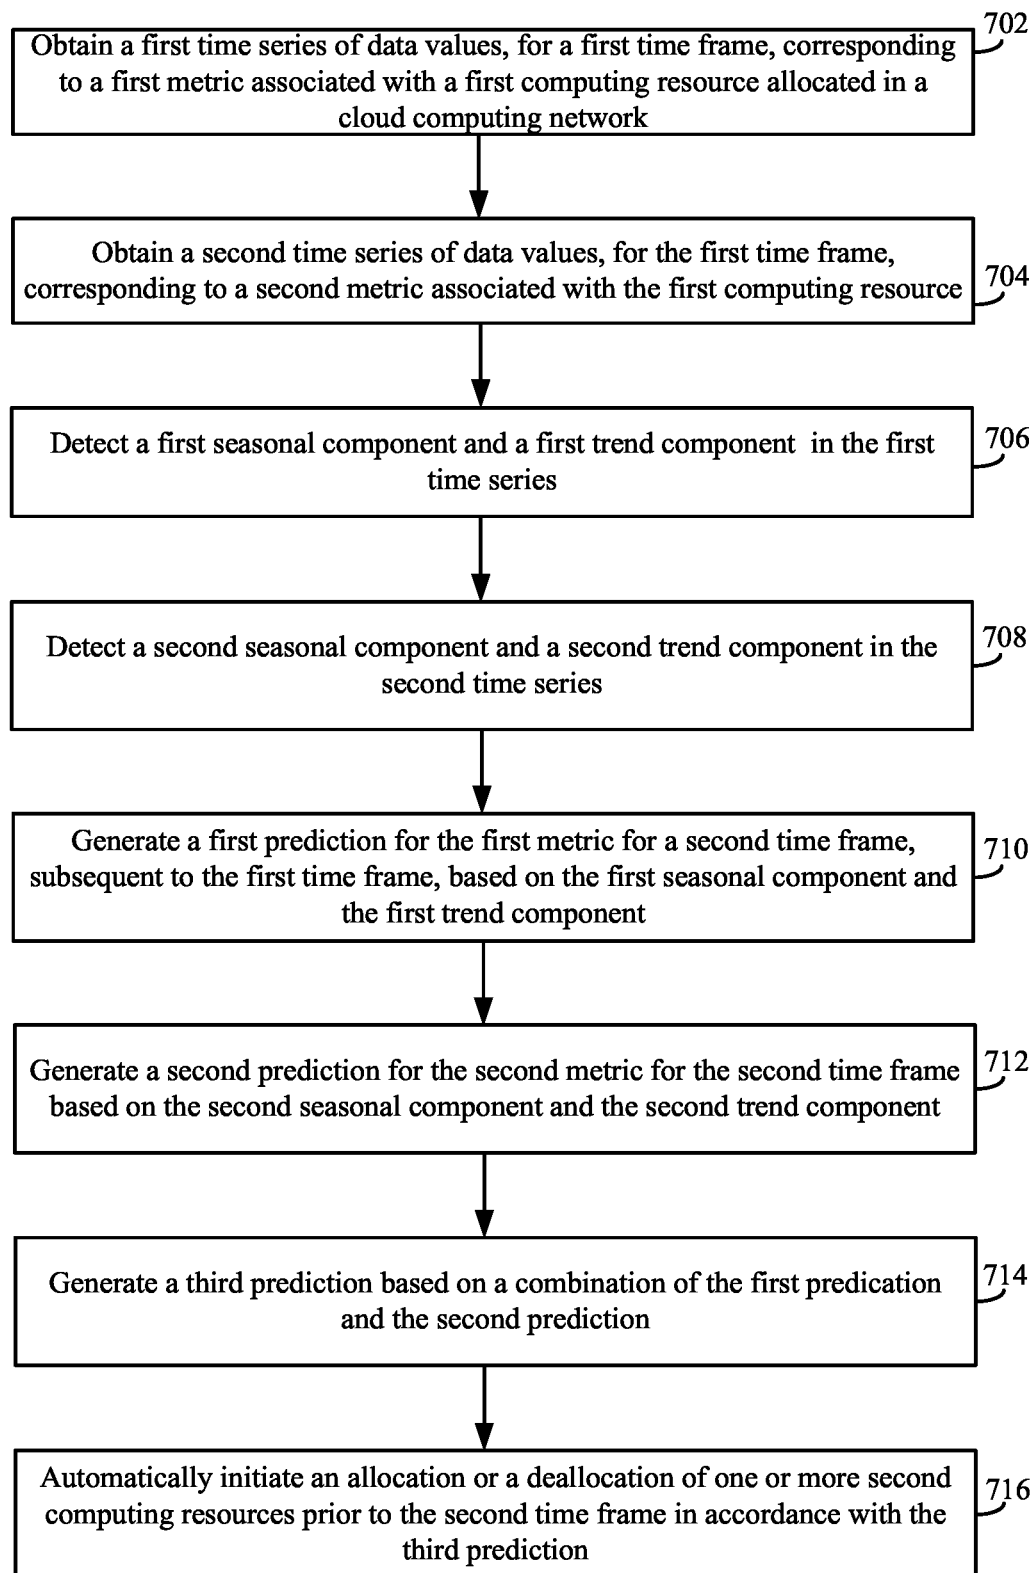 702
Obtain a first time series of data values, for a first time frame, corresponding
to a first metric associated with a first computing resource allocated in a
cloud computing network
Obtain a second time series of data values, for the first time frame,
corresponding to a second metric associated with the first computing resource
704
Detect a first seasonal component and a first trend component in the first
time series
706
Detect a second seasonal component and a second trend component in the
second time series
708
Generate a first prediction for the first metric for a second time frame,
subsequent to the first time frame, based on the first seasonal component and
the first trend component
710
Generate a second prediction for the second metric for the second time frame
based on the second seasonal component and the second trend component
712
Generate a third prediction based on a combination of the first predication
and the second prediction
714
Automatically initiate an allocation or a deallocation of one or more second
computing resources prior to the second time frame in accordance with the
third prediction
716